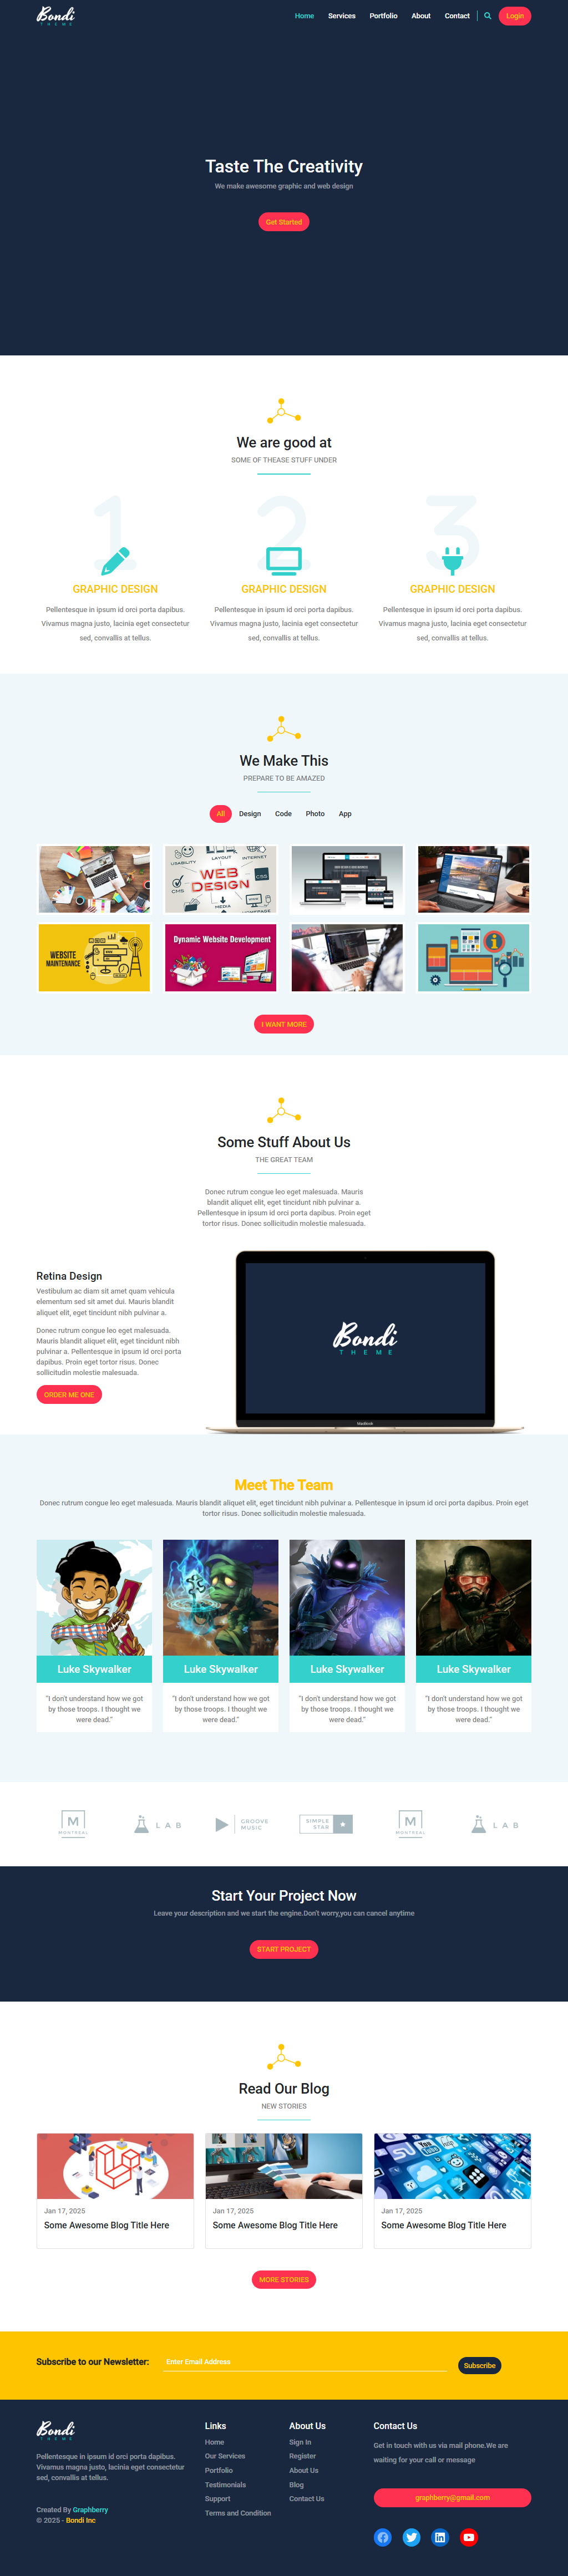 Bondi
THEME
Home Services Portfolio About Contact Login
Taste The Creativity
We make awesome graphic and web design
Get Started
We are good at
SOME OF THEASE STUFF UNDER
1 2 3
GRAPHIC DESIGN GRAPHIC DESIGN GRAPHIC DESIGN
Pellentesque in ipsum id orci porta dapibus. Pellentesque in ipsum id orci porta dapibus. Pellentesque in ipsum id orci porta dapibus.
Vivamus magna justo, lacinia eget consectetur Vivamus magna justo, lacinia eget consectetur Vivamus magna justo, lacinia eget consectetur
sed, convallis at tellus. sed, convallis at tellus. sed, convallis at tellus.
We Make This
PREPARE TO BE AMAZED
All Design Code Photo App
USABILITY LAYOUT INTERNET
WEB
CMS DESIGN CSS
MEDIA
HOMEPAGE
WEBSITE
MAINTENANCE
Dynamic Website Development
I WANT MORE
Some Stuff About Us
THE GREAT TEAM
Donec rutrum congue leo eget malesuada. Mauris
blandit aliquet elit, eget tincidunt nibh pulvinar a.
Pellentesque in ipsum id orci porta dapibus. Proin eget
tortor risus. Donec sollicitudin molestie malesuada.
Retina Design
Vestibulum ac diam sit amet quam vehicula
elementum sed sit amet dui. Mauris blandit
aliquet elit, eget tincidunt nibh pulvinar a.
Donec rutrum congue leo eget malesuada.
Mauris blandit aliquet elit, eget tincidunt nibh
pulvinar a. Pellentesque in ipsum id orci porta
dapibus. Proin eget tortor risus. Donec
sollicitudin molestie malesuada.
ORDER ME ONE
Bondi
THEME
MacBook
Meet The Team
Donec rutrum congue leo eget malesuada. Mauris blandit aliquet elit, eget tincidunt nibh pulvinar a. Pellentesque in ipsum id orci porta dapibus. Proin eget
tortor risus. Donec sollicitudin molestie malesuada.
Luke Skywalker Luke Skywalker Luke Skywalker Luke Skywalker
"I don't understand how we got "I don't understand how we got "I don't understand how we got "I don't understand how we got
by those troops. I thought we by those troops. I thought we by those troops. I thought we by those troops. I thought we
were dead." were dead." were dead." were dead."
M
MONTREAL
LAB
GROOVE
MUSIC
SIMPLE
STAR
M
MONTREAL
LAB
Start Your Project Now
Leave your description and we start the engine.Don't worry,you can cancel anytime
START PROJECT
Read Our Blog
NEW STORIES
Jan 17, 2025 Jan 17, 2025 Jan 17, 2025
Some Awesome Blog Title Here Some Awesome Blog Title Here Some Awesome Blog Title Here
MORE STORIES
Subscribe to our Newsletter: Enter Email Address Subscribe
Bondi
THEME
Pellentesque in ipsum id orci porta dapibus.
Vivamus magna justo, lacinia eget consectetur
sed, convallis at tellus.
Created By Graphberry
© 2025 - Bondi Inc
Links
Home
Our Services
Portfolio
Testimonials
Support
Terms and Condition
About Us
Sign In
Register
About Us
Blog
Contact Us
Contact Us
Get in touch with us via mail phone.We are
waiting for your call or message
graphberry@gmail.com